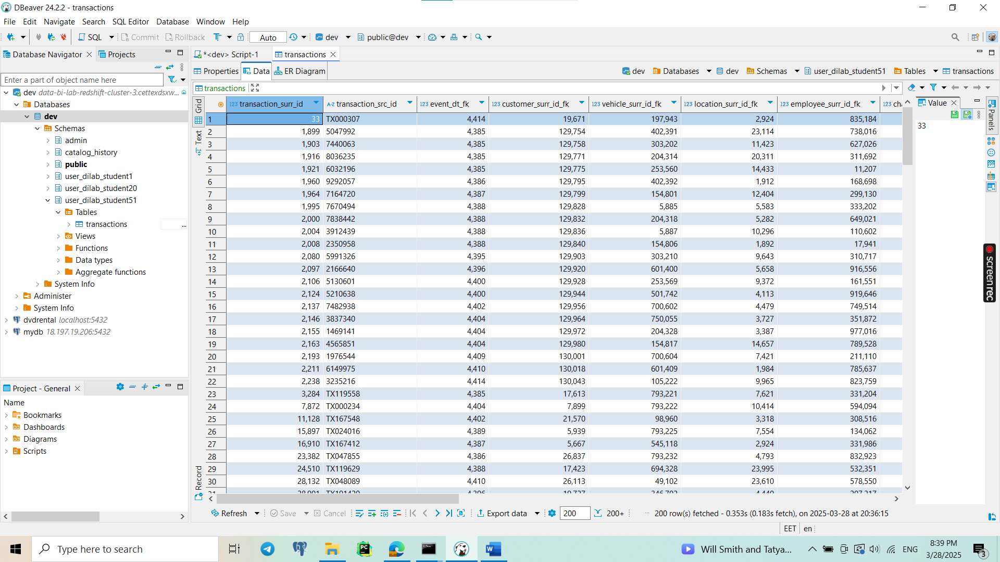 DBeaver 24.2.2 - transactions
File Edit Navigate Search SQL Editor Database Window Help
SQL Commit Rollback Auto dev public@dev
Database Navigator Projects
*<dev> Script-1 transactions
Properties Data ER Diagram
dev Databases dev Schemas user_dilab_student51 Tables transactions
Enter a part of object name here
dev data-bi-lab-redshift-cluster-3.cettexdsxw...
Databases
dev
Schemas
admin
catalog_history
public
user_dilab_student1
user_dilab_student20
user_dilab_student51
Tables
transactions ...
Views
Functions
Data types
Aggregate functions
System Info
Administer
System Info
dvdrental localhost:5432
mydb 18.197.19.206:5432
Project - General
Name
Bookmarks
Dashboards
Diagrams
Scripts
transactions
Grid
Text
Record
123 transaction_surr_id A-Z transaction_src_id 123 event_dt_fk 123 customer_surr_id_fk 123 vehicle_surr_id_fk 123 location_surr_id_fk 123 employee_surr_id_fk 123 cha
1 33 TX000307 4,414 19,671 197,943 2,924 835,184
2 1,899 5047992 4,385 129,754 402,391 23,114 738,016
3 1,903 7440063 4,385 129,758 303,202 11,423 627,026
4 1,916 8036235 4,385 129,771 204,314 20,311 311,692
5 1,921 6032196 4,385 129,775 253,560 14,433 11,207
6 1,960 9292057 4,386 129,795 402,392 1,912 168,698
7 1,964 7164720 4,387 129,799 154,801 12,404 299,130
8 1,995 7670494 4,388 129,828 5,885 5,583 333,202
9 2,000 7838442 4,388 129,832 204,318 5,282 649,021
10 2,004 3912439 4,388 129,836 5,887 10,296 110,602
11 2,008 2350958 4,388 129,840 154,806 1,892 17,941
12 2,080 5991326 4,395 129,903 303,210 9,643 310,717
13 2,097 2166640 4,396 129,920 601,400 5,658 916,556
14 2,106 5130601 4,400 129,928 253,569 9,372 161,551
15 2,124 5210638 4,400 129,944 501,742 4,113 919,646
16 2,137 7482938 4,402 129,956 700,602 4,479 749,514
17 2,146 3837340 4,404 129,964 750,055 3,727 351,872
18 2,155 1469141 4,404 129,972 204,328 3,387 977,016
19 2,163 4565851 4,404 129,980 154,817 14,657 789,528
20 2,193 1976544 4,409 130,001 700,604 7,421 211,110
21 2,211 6149975 4,410 130,018 601,409 1,984 785,637
22 2,238 3235216 4,414 130,043 105,222 9,965 823,759
23 3,284 TX119558 4,385 17,613 793,221 7,621 331,204
24 7,872 TX000234 4,404 7,899 793,222 10,414 594,094
25 11,128 TX167548 4,402 21,570 98,960 3,318 308,516
26 15,897 TX024016 4,389 5,939 793,225 7,554 134,062
27 16,910 TX167412 4,387 5,667 545,118 2,924 331,986
28 23,382 TX047855 4,386 26,837 793,232 4,793 832,923
29 24,510 TX119629 4,388 17,423 694,328 23,995 532,351
30 28,132 TX048089 4,410 26,113 49,102 23,610 578,550
Value
33
Panels
screenrec
Refresh Save Cancel Export data 200 200+ 200 row(s) fetched - 0.353s (0.183s fetch), on 2025-03-28 at 20:36:15
EET en
Type here to search
Will Smith and Tatya...
ENG
8:39 PM
3/28/2025
3